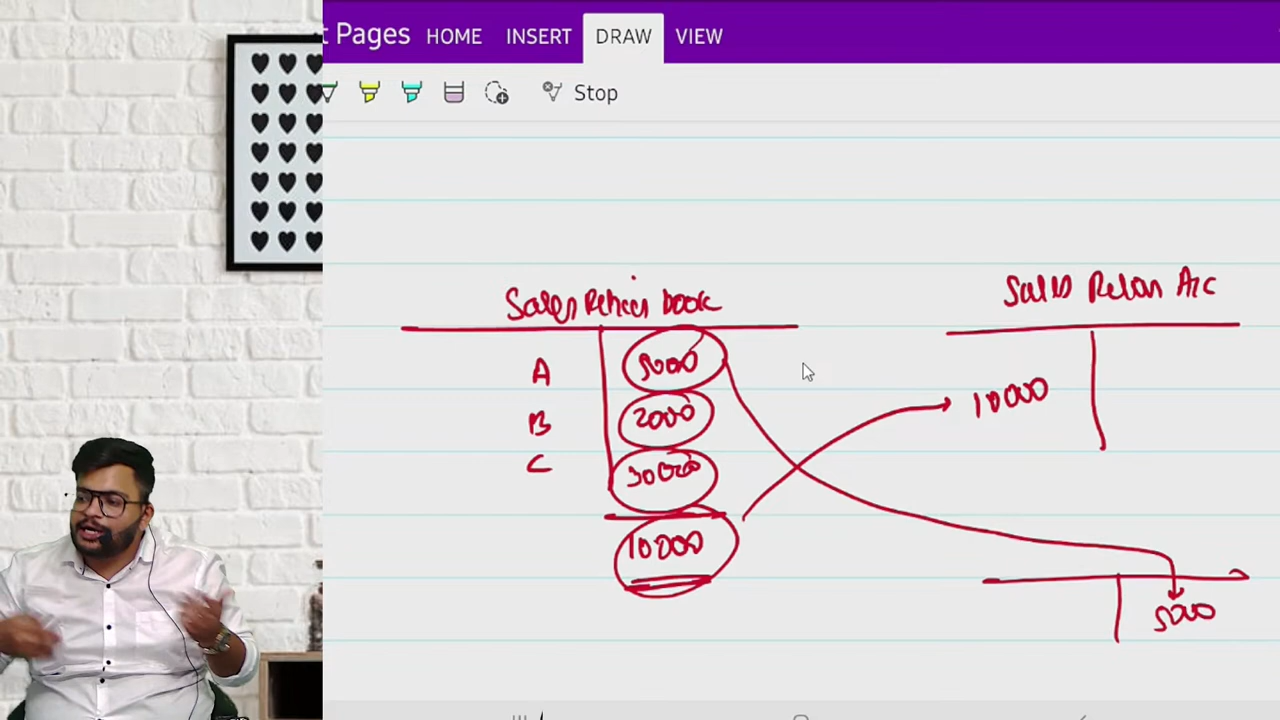 t Pages HOME INSERT DRAW VIEW
Stop
Sales Return book
Sales Return A/c
A 5000
B 2000
C 3000
10000
10000
5000